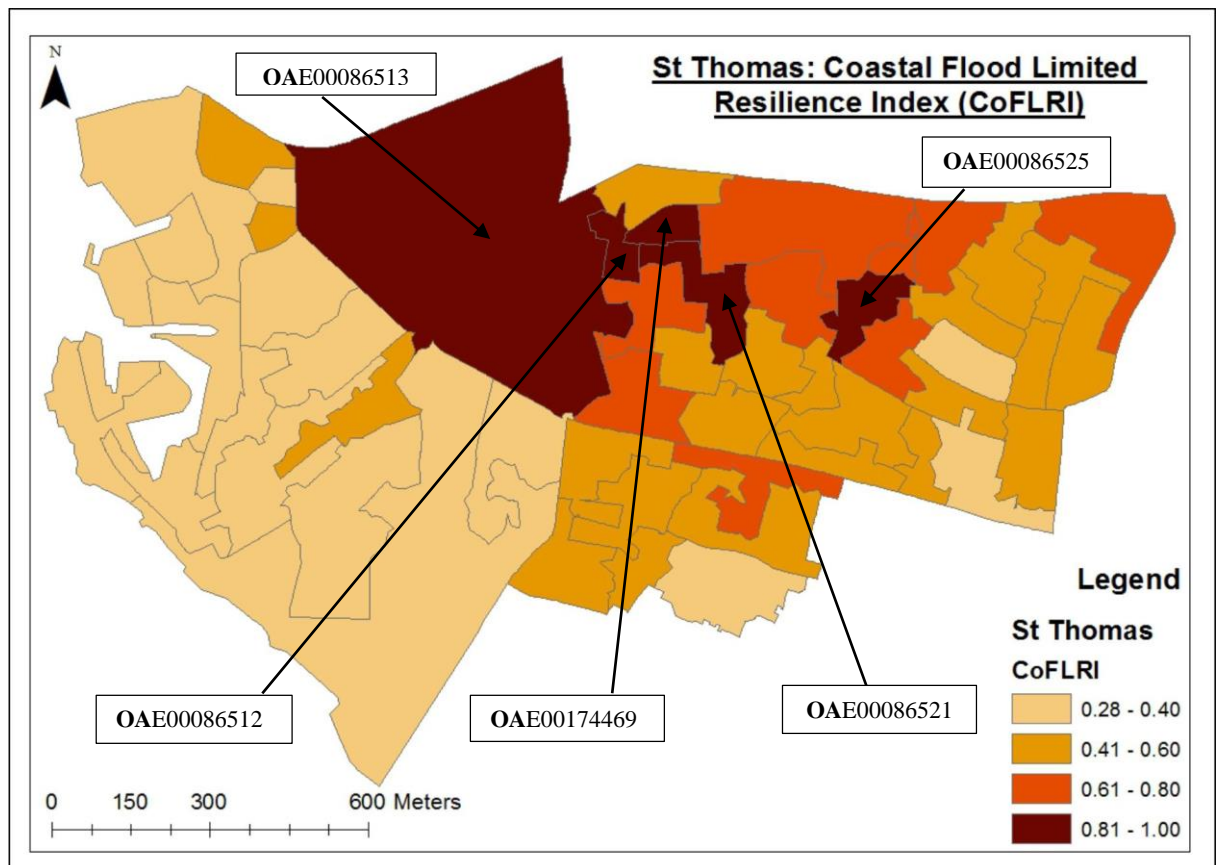 N
OAE00086513
St Thomas: Coastal Flood Limited
Resilience Index (CoFLRI)
OAE00086525
OAE00086512
OAE00174469
OAE00086521
Legend
St Thomas
CoFLRI
0.28 - 0.40
0.41 - 0.60
0.61 - 0.80
0.81 - 1.00
0 150 300 600 Meters